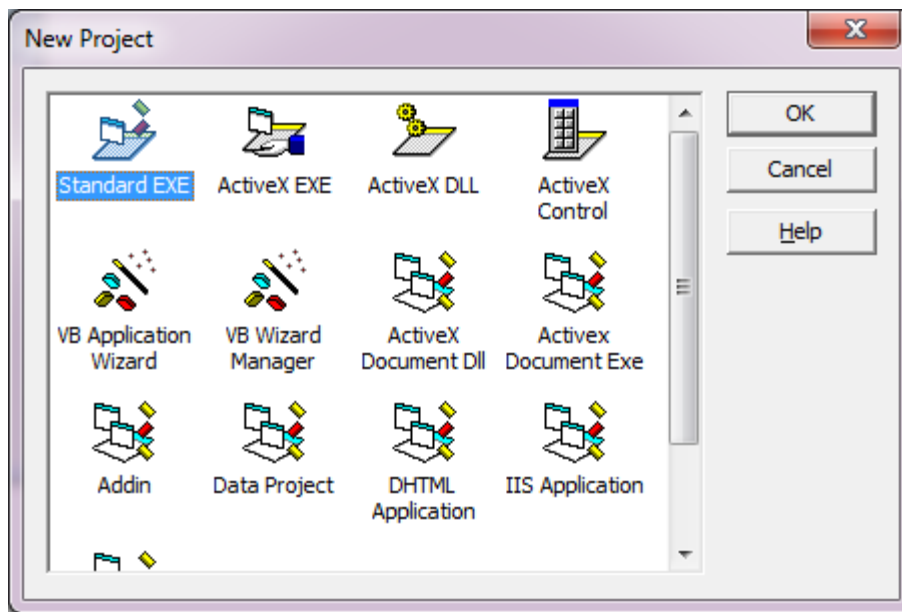 New Project
Standard EXE
ActiveX EXE
ActiveX DLL
ActiveX
Control
VB Application
Wizard
VB Wizard
Manager
ActiveX
Document Dll
Activex
Document Exe
Addin
Data Project
DHTML
Application
IIS Application
OK
Cancel
Help